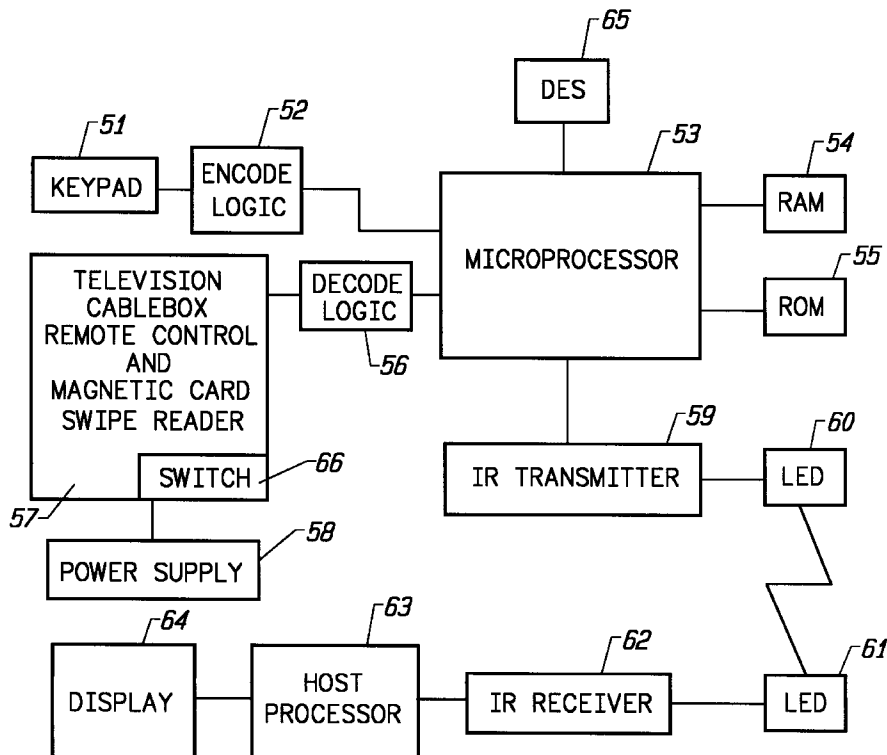 65
DES
51
52
53
54
KEYPAD
ENCODE
LOGIC
MICROPROCESSOR
RAM
55
ROM
TELEVISION
CABLEBOX
REMOTE CONTROL
AND
MAGNETIC CARD
SWIPE READER
DECODE
LOGIC
56
SWITCH
66
57
58
POWER SUPPLY
59
IR TRANSMITTER
60
LED
64
DISPLAY
63
HOST
PROCESSOR
62
IR RECEIVER
61
LED